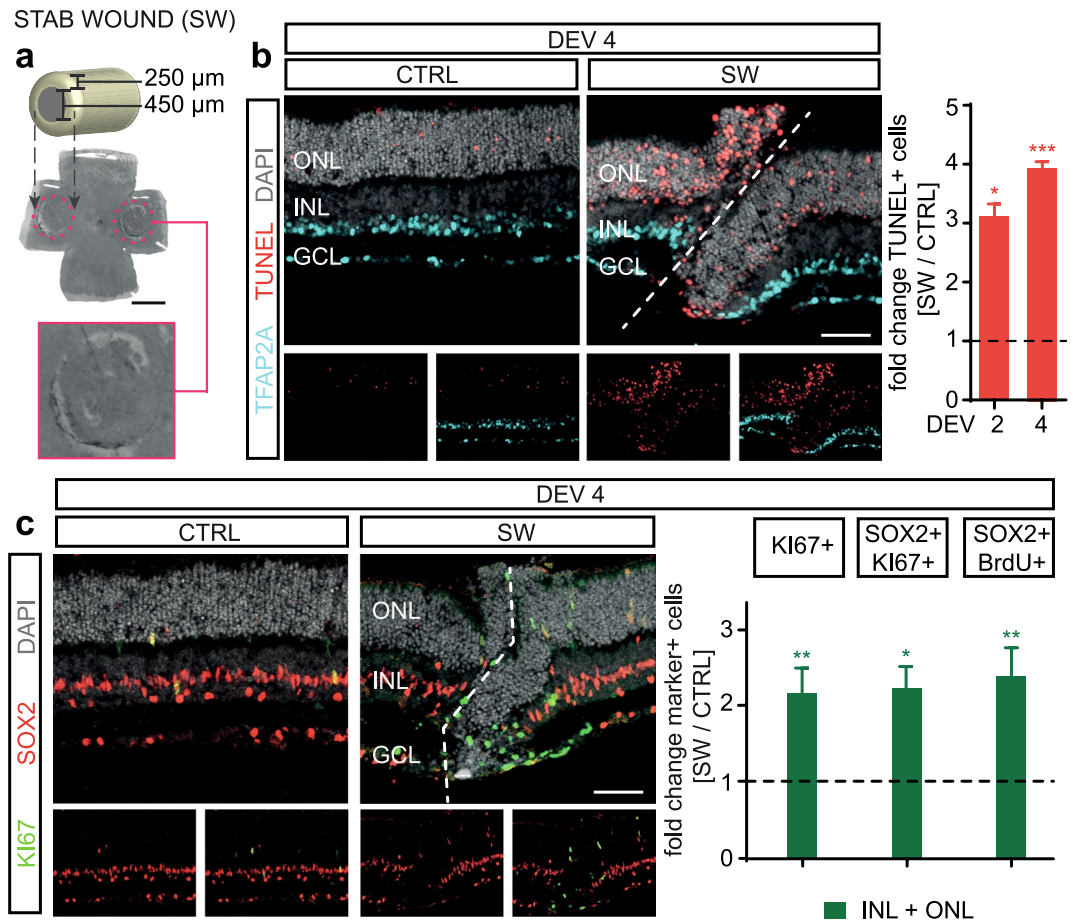 STAB WOUND (SW)
a
250 µm
450 µm
b
DEV 4
CTRL
SW
TFAP2A TUNEL DAPI
ONL
INL
GCL
ONL
INL
GCL
fold change TUNEL+ cells
[SW / CTRL]
5
4
3
2
1
0
*
***
DEV 2 4
c
DEV 4
CTRL
SW
KI67 SOX2 DAPI
ONL
INL
GCL
KI67+
SOX2+
KI67+
SOX2+
BrdU+
fold change marker+ cells
[SW / CTRL]
3
2
1
0
**
*
**
INL + ONL